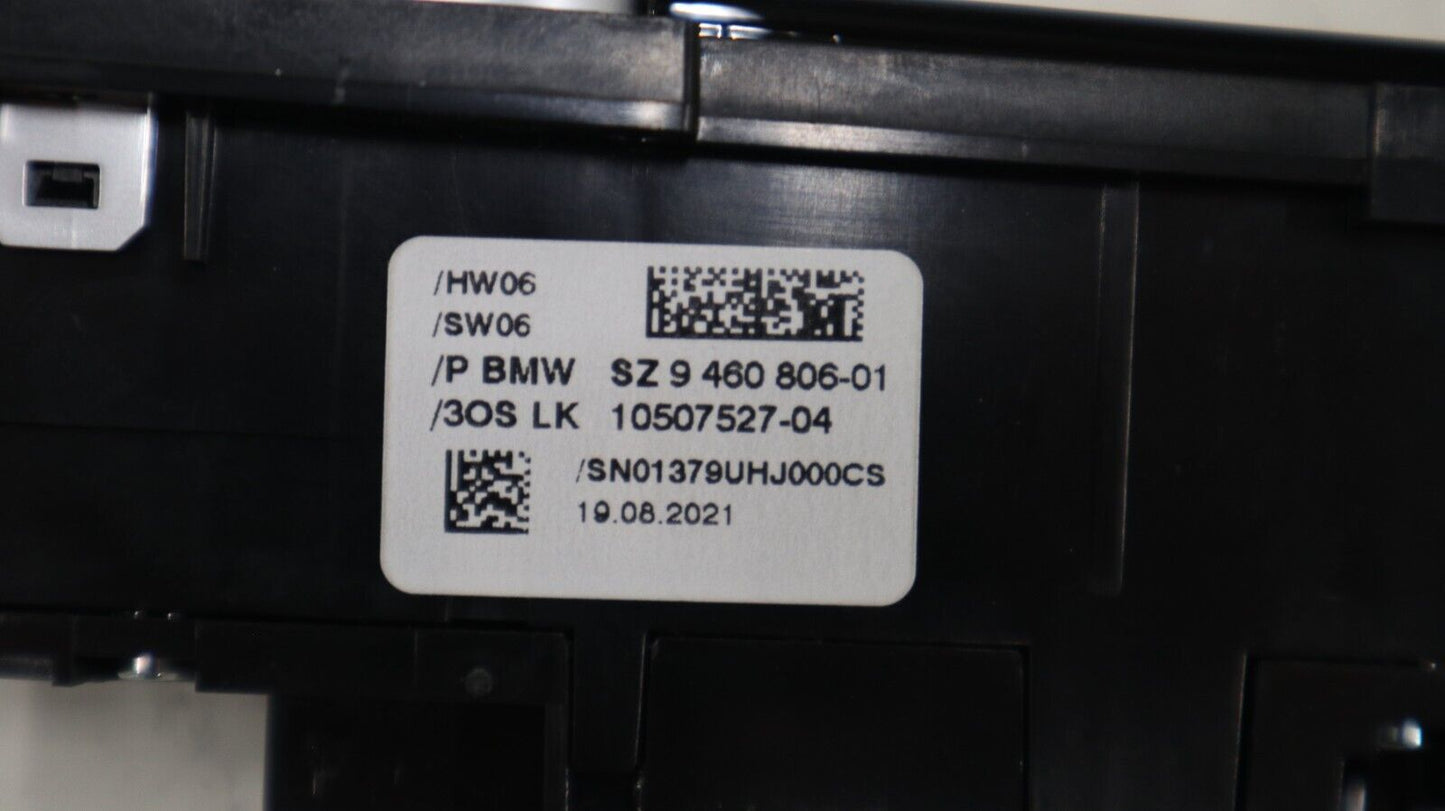 /HW06
/SW06
/P BMW SZ 9 460 806-01
/3OS LK 10507527-04
/SN01379UHJ000CS
19.08.2021